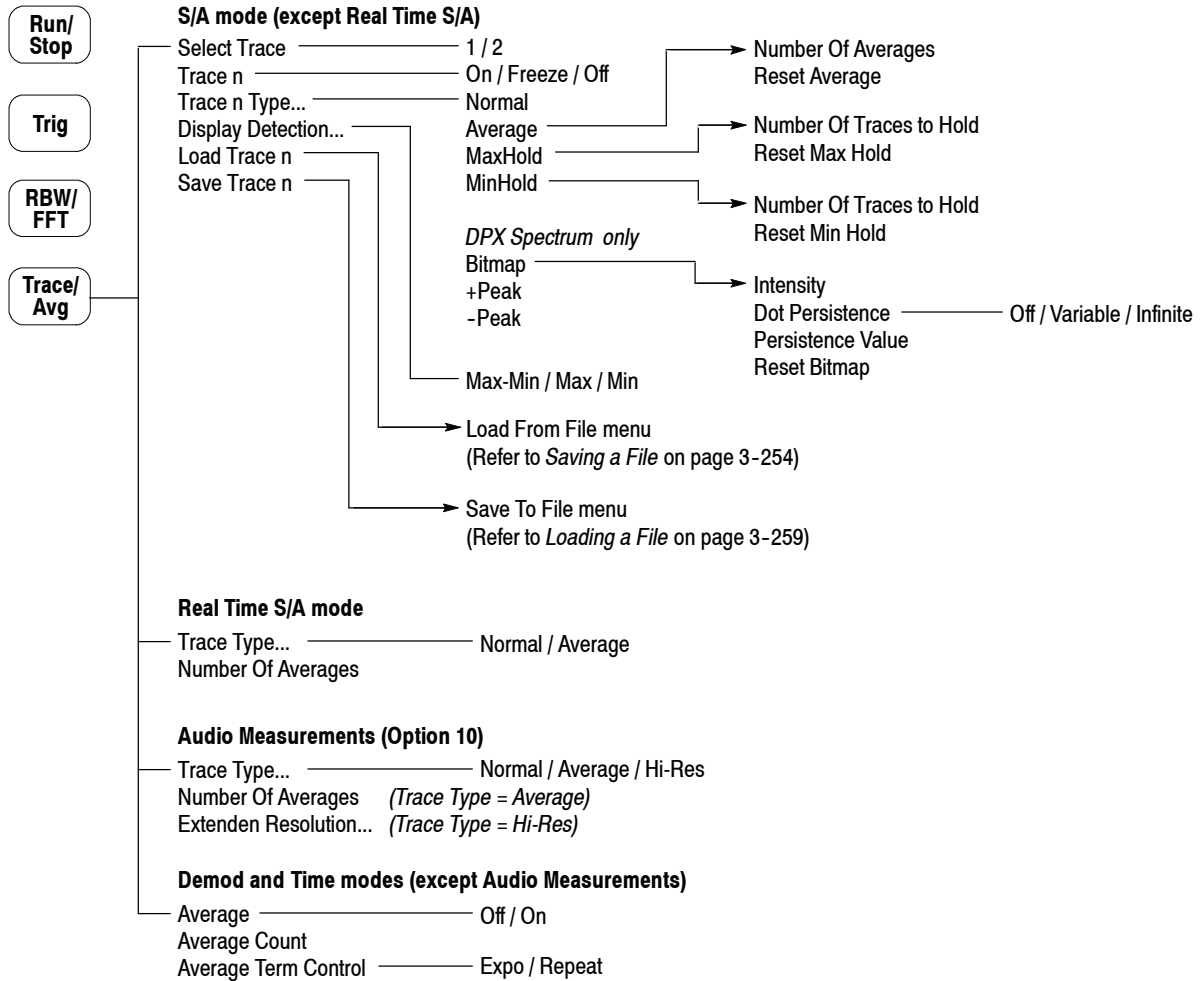 Run/
Stop
Trig
RBW/
FFT
Trace/
Avg
S/A mode (except Real Time S/A)
Select Trace
1 / 2
Trace n
On / Freeze / Off
Trace n Type...
Normal
Display Detection...
Average
Load Trace n
MaxHold
Save Trace n
MinHold
Number Of Averages
Reset Average
Number Of Traces to Hold
Reset Max Hold
Number Of Traces to Hold
Reset Min Hold
DPX Spectrum only
Bitmap
+Peak
-Peak
Intensity
Dot Persistence
Off / Variable / Infinite
Persistence Value
Reset Bitmap
Max-Min / Max / Min
Load From File menu
(Refer to Saving a File on page 3-254)
Save To File menu
(Refer to Loading a File on page 3-259)
Real Time S/A mode
Trace Type...
Normal / Average
Number Of Averages
Audio Measurements (Option 10)
Trace Type...
Normal / Average / Hi-Res
Number Of Averages (Trace Type = Average)
Extenden Resolution... (Trace Type = Hi-Res)
Demod and Time modes (except Audio Measurements)
Average
Off / On
Average Count
Average Term Control
Expo / Repeat